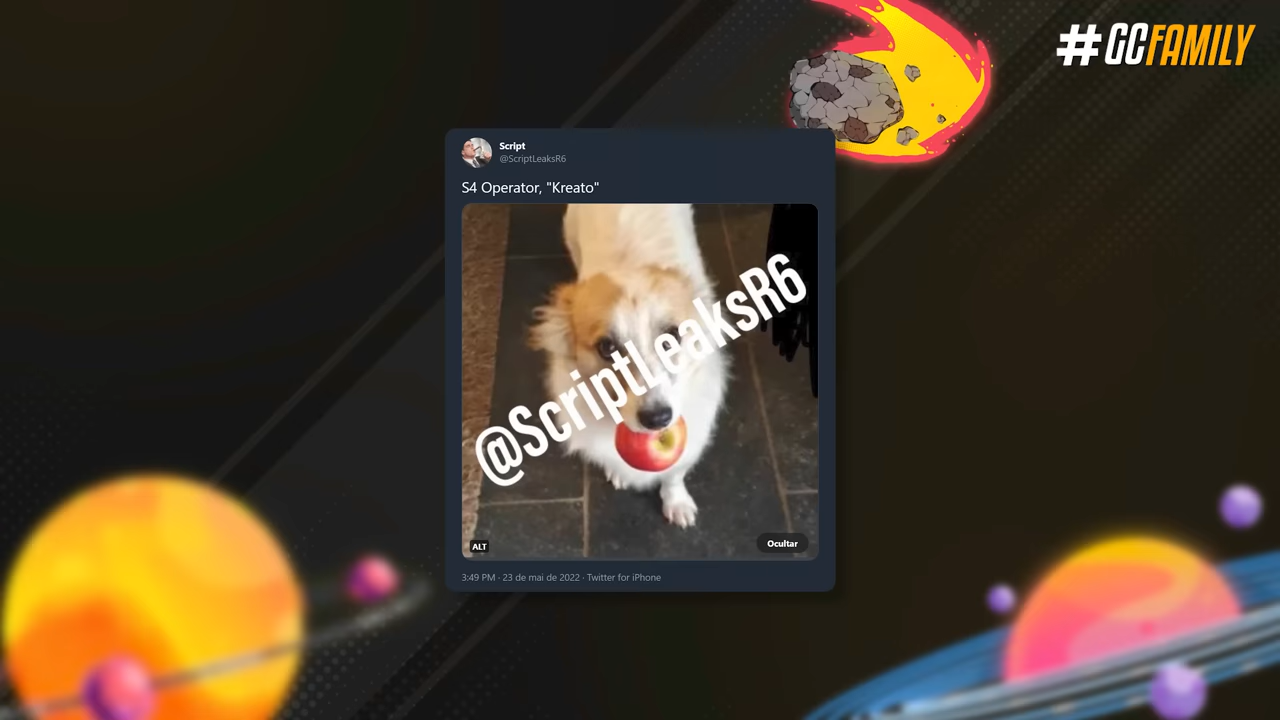 #GCFAMILY
Script
@ScriptLeaksR6
S4 Operator, "Kreato"
@ScriptLeaksR6
ALT
Ocultar
3:49 PM · 23 de mai de 2022 · Twitter for iPhone